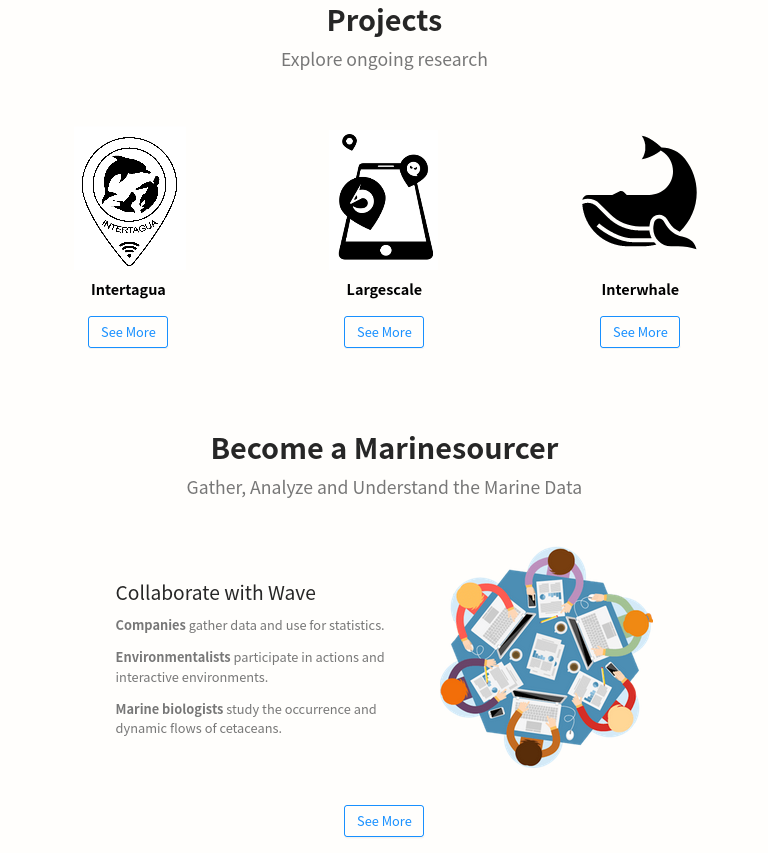 Projects
Explore ongoing research
INTERTAGUA
Intertagua
Largescale
Interwhale
See More
See More
See More
Become a Marinesourcer
Gather, Analyze and Understand the Marine Data
Collaborate with Wave
Companies gather data and use for statistics.
Environmentalists participate in actions and
interactive environments.
Marine biologists study the occurrence and
dynamic flows of cetaceans.
See More